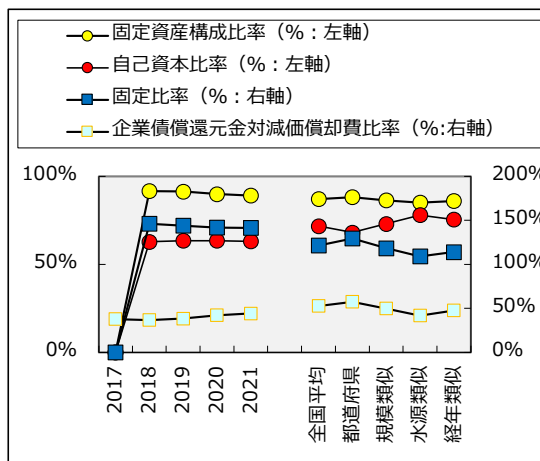 固定資産構成比率（%：左軸）
自己資本比率（%：左軸）
固定比率（%：右軸）
企業債償還元金対減価償却費比率（%:右軸）
100%
50%
0%
200%
150%
100%
50%
0%
2017
2018
2019
2020
2021
全国平均
都道府県
規模類似
水源類似
経年類似